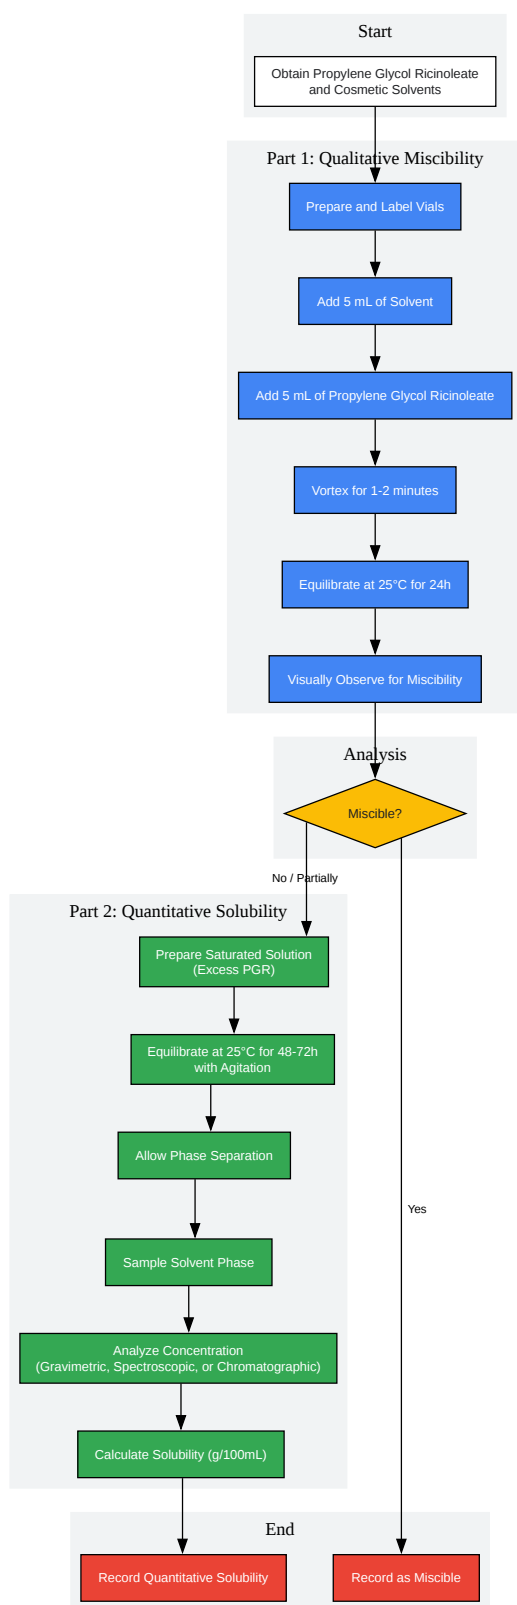 Start
Obtain Propylene Glycol Ricinoleate
and Cosmetic Solvents
Part 1: Qualitative Miscibility
Prepare and Label Vials
Add 5 mL of Solvent
Add 5 mL of Propylene Glycol Ricinoleate
Vortex for 1-2 minutes
Equilibrate at 25°C for 24h
Visually Observe for Miscibility
Analysis
Miscible?
No / Partially
Part 2: Quantitative Solubility
Prepare Saturated Solution
(Excess PGR)
Equilibrate at 25°C for 48-72h
with Agitation
Allow Phase Separation
Yes
Sample Solvent Phase
Analyze Concentration
(Gravimetric, Spectroscopic, or Chromatographic)
Calculate Solubility (g/100mL)
End
Record Quantitative Solubility
Record as Miscible